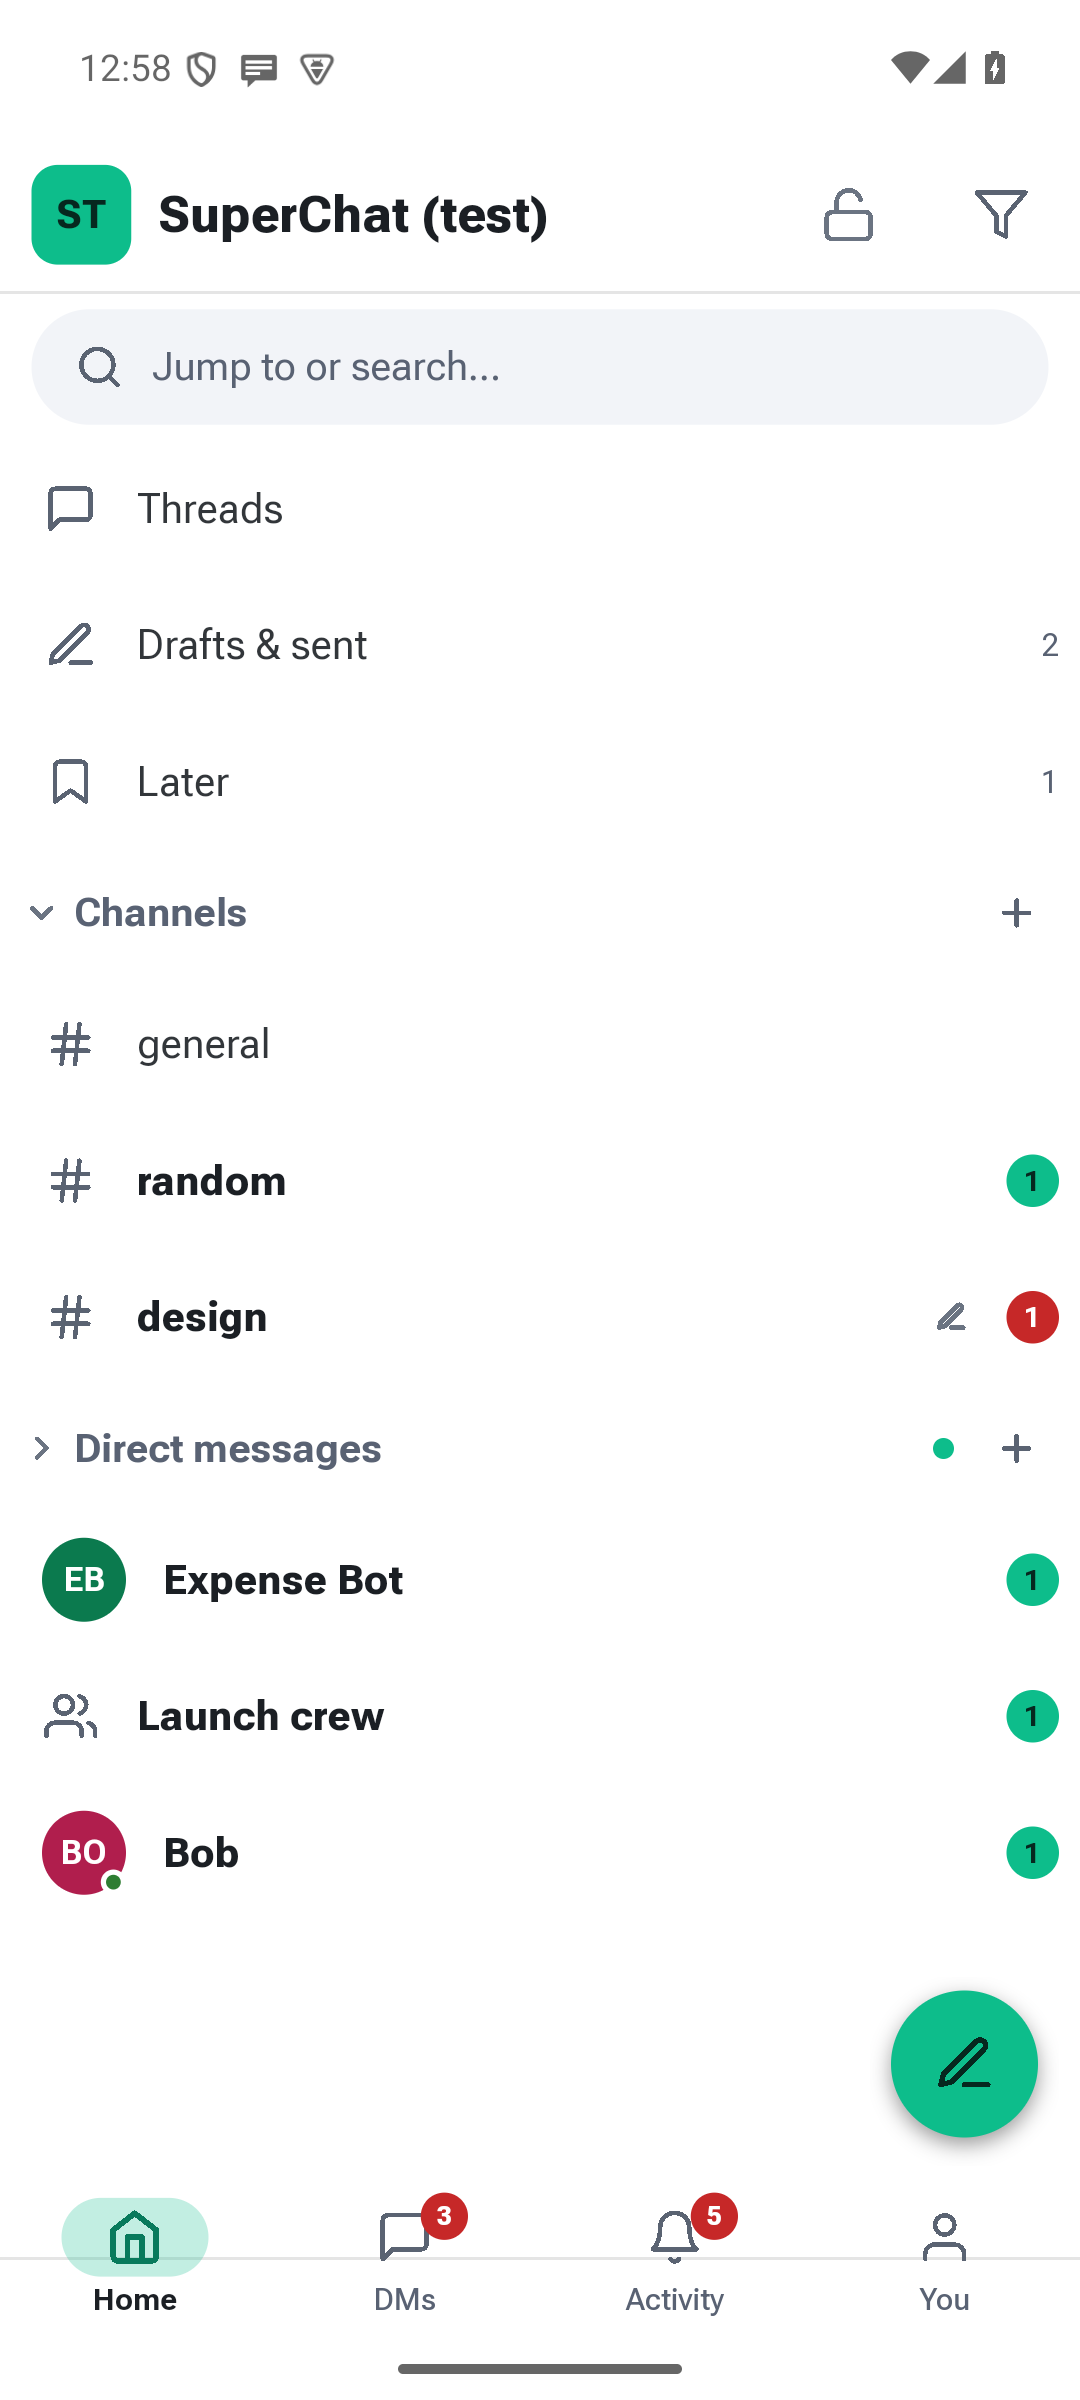 12:58
ST
SuperChat (test)
Jump to or search...
Threads
Drafts & sent
2
Later
1
Channels
general
random
1
design
1
Direct messages
EB
Expense Bot
1
Launch crew
1
BO
Bob
1
3
5
Home
DMs
Activity
You